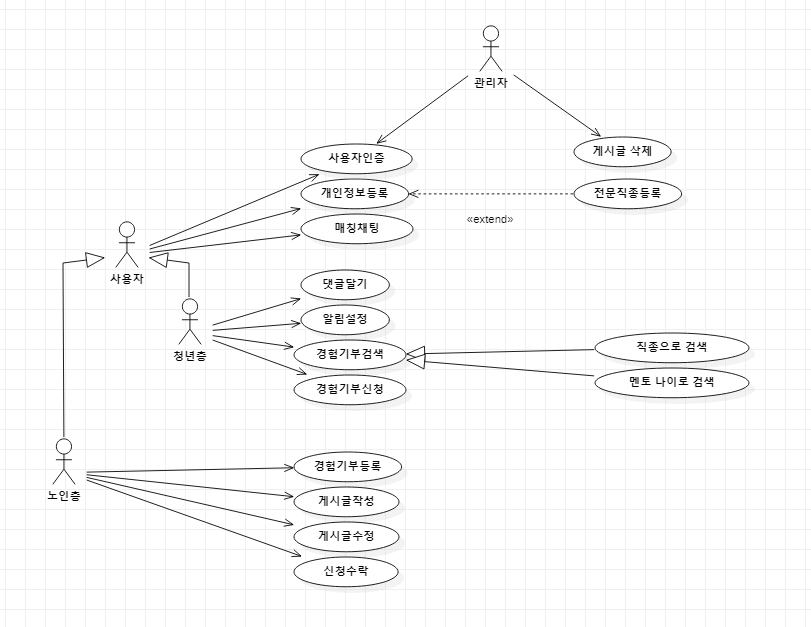 관리자
사용자인증
게시글 삭제
개인정보등록
전문직종등록
«extend»
매칭채팅
사용자
댓글달기
알림설정
청년층
경험기부검색
직종으로 검색
멘토 나이로 검색
경험기부신청
노인층
경험기부등록
게시글작성
게시글수정
신청수락